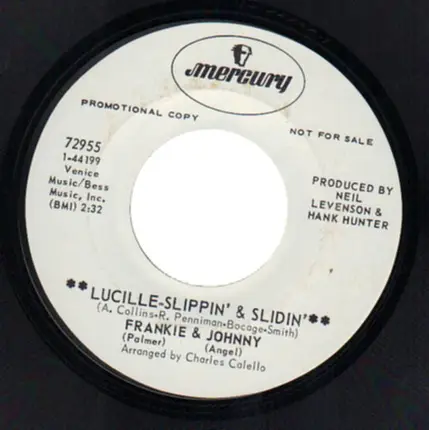 mercury
PROMOTIONAL COPY
NOT FOR SALE
72955
1-44199
Venice
Music/Bess
Music, Inc.
(BMI) 2:32
PRODUCED BY
NEIL
LEVENSON &
HANK HUNTER
**LUCILLE-SLIPPIN' & SLIDIN'**
(A. Collins-R. Penniman-Bocage-Smith)
FRANKIE & JOHNNY
(Palmer) (Angel)
Arranged by Charles Calello